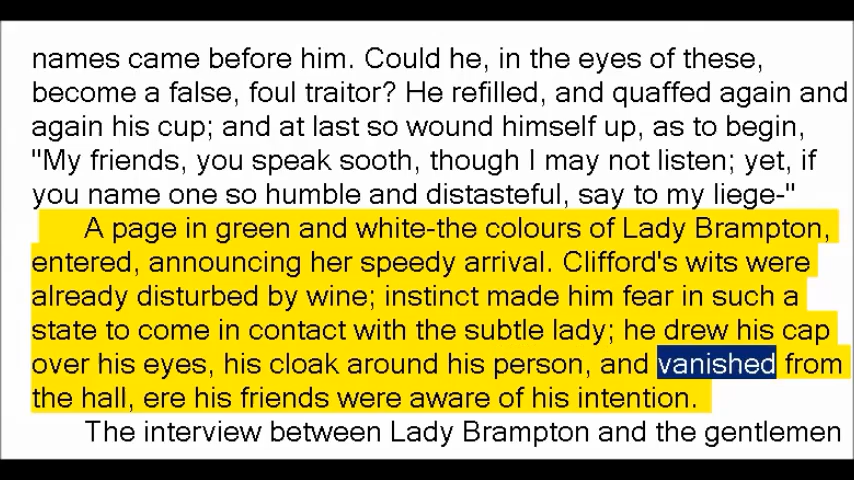 names came before him. Could he, in the eyes of these,
become a false, foul traitor? He refilled, and quaffed again and
again his cup; and at last so wound himself up, as to begin,
"My friends, you speak sooth, though I may not listen; yet, if
you name one so humble and distasteful, say to my liege-"
A page in green and white-the colours of Lady Brampton,
entered, announcing her speedy arrival. Clifford's wits were
already disturbed by wine; instinct made him fear in such a
state to come in contact with the subtle lady; he drew his cap
over his eyes, his cloak around his person, and vanished from
the hall, ere his friends were aware of his intention.
The interview between Lady Brampton and the gentlemen